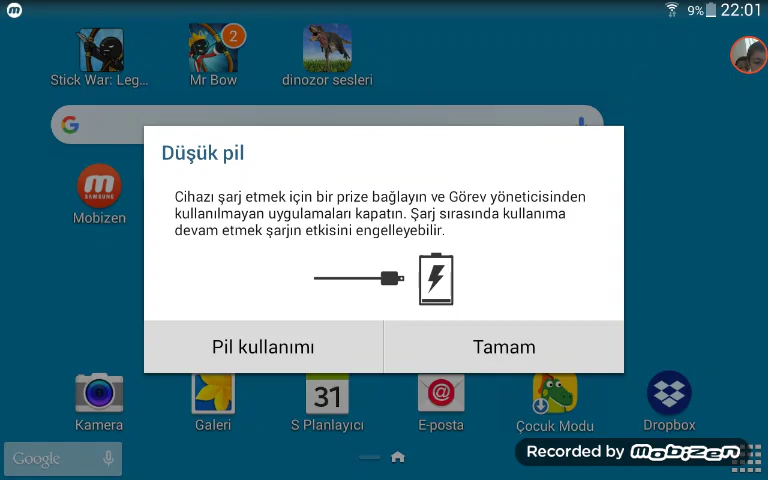 9% 22:01
2
Stick War: Leg... Mr Bow dinozor sesleri
Düşük pil
Cihazı şarj etmek için bir prize bağlayın ve Görev yöneticisinden
kullanılmayan uygulamaları kapatın. Şarj sırasında kullanıma
devam etmek şarjın etkisini engelleyebilir.
SAMSUNG
Mobizen
Pil kullanımı Tamam
31
Kamera Galeri S Planlayıcı E-posta Çocuk Modu Dropbox
Google
Recorded by Mobizen